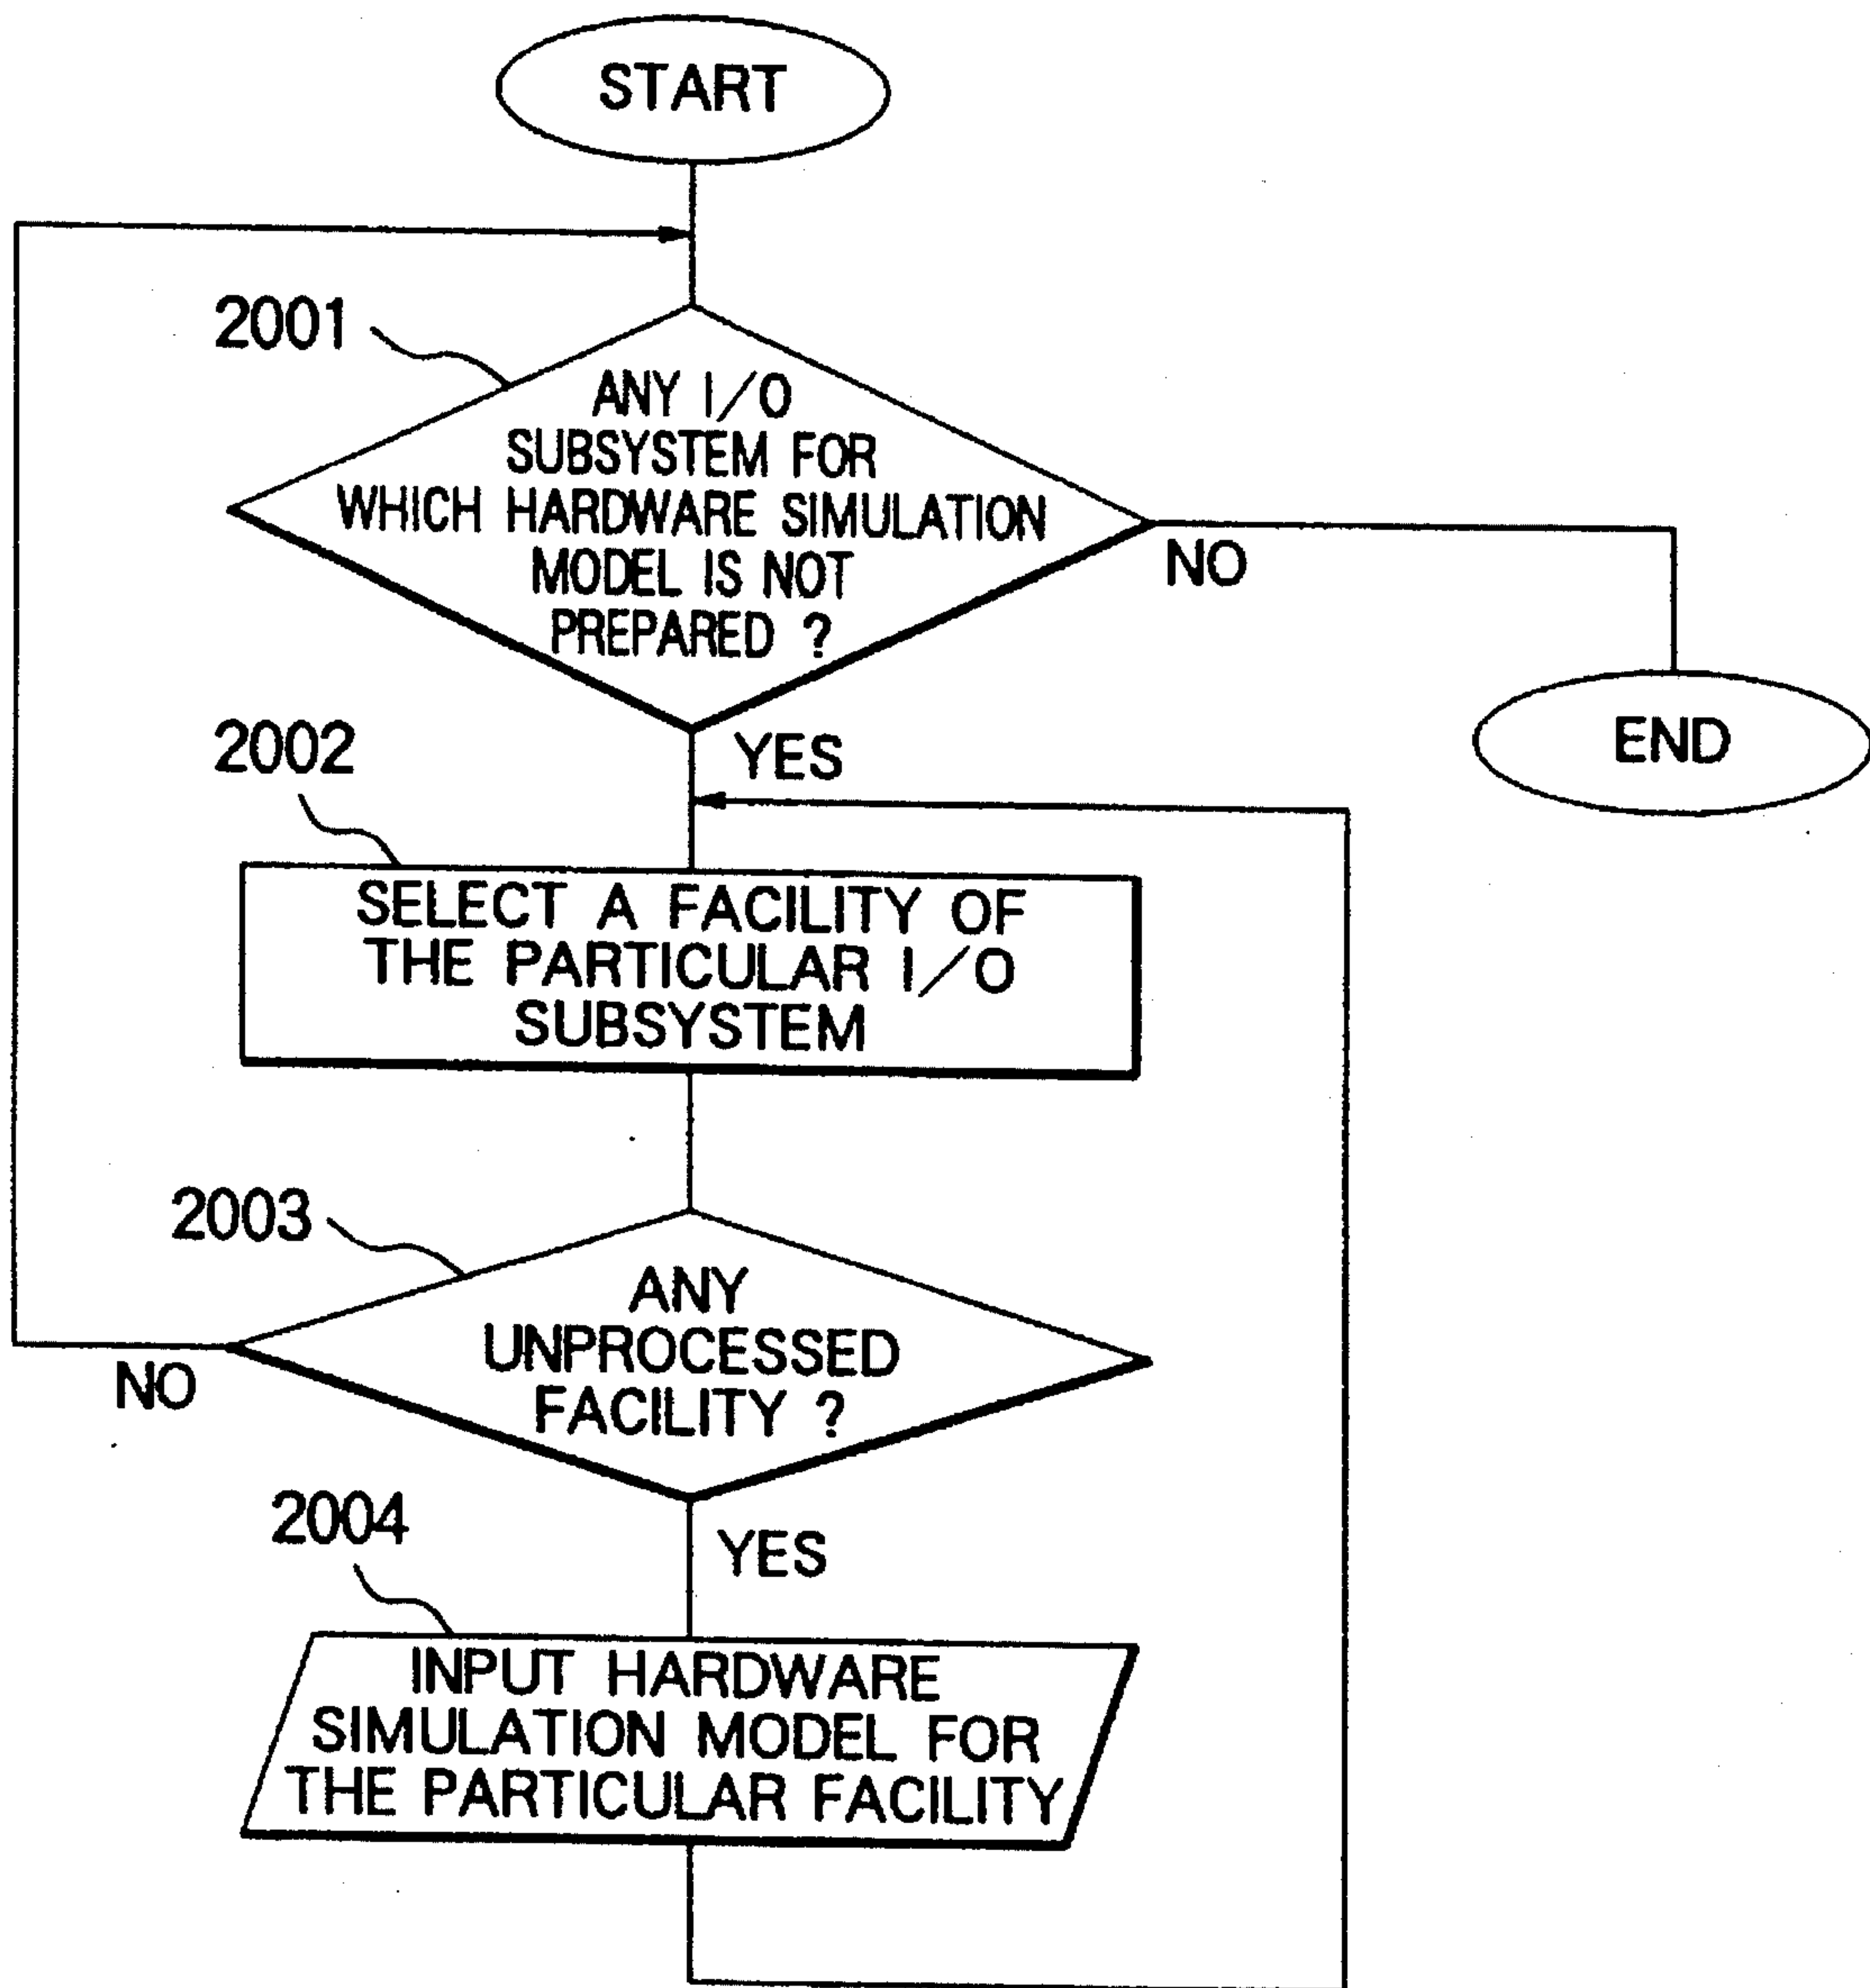 START
2001
ANY I/O
SUBSYSTEM FOR
WHICH HARDWARE SIMULATION
MODEL IS NOT
PREPARED ?
NO
END
YES
2002
SELECT A FACILITY OF
THE PARTICULAR I/O
SUBSYSTEM
2003
ANY
UNPROCESSED
FACILITY ?
NO
YES
2004
INPUT HARDWARE
SIMULATION MODEL FOR
THE PARTICULAR FACILITY